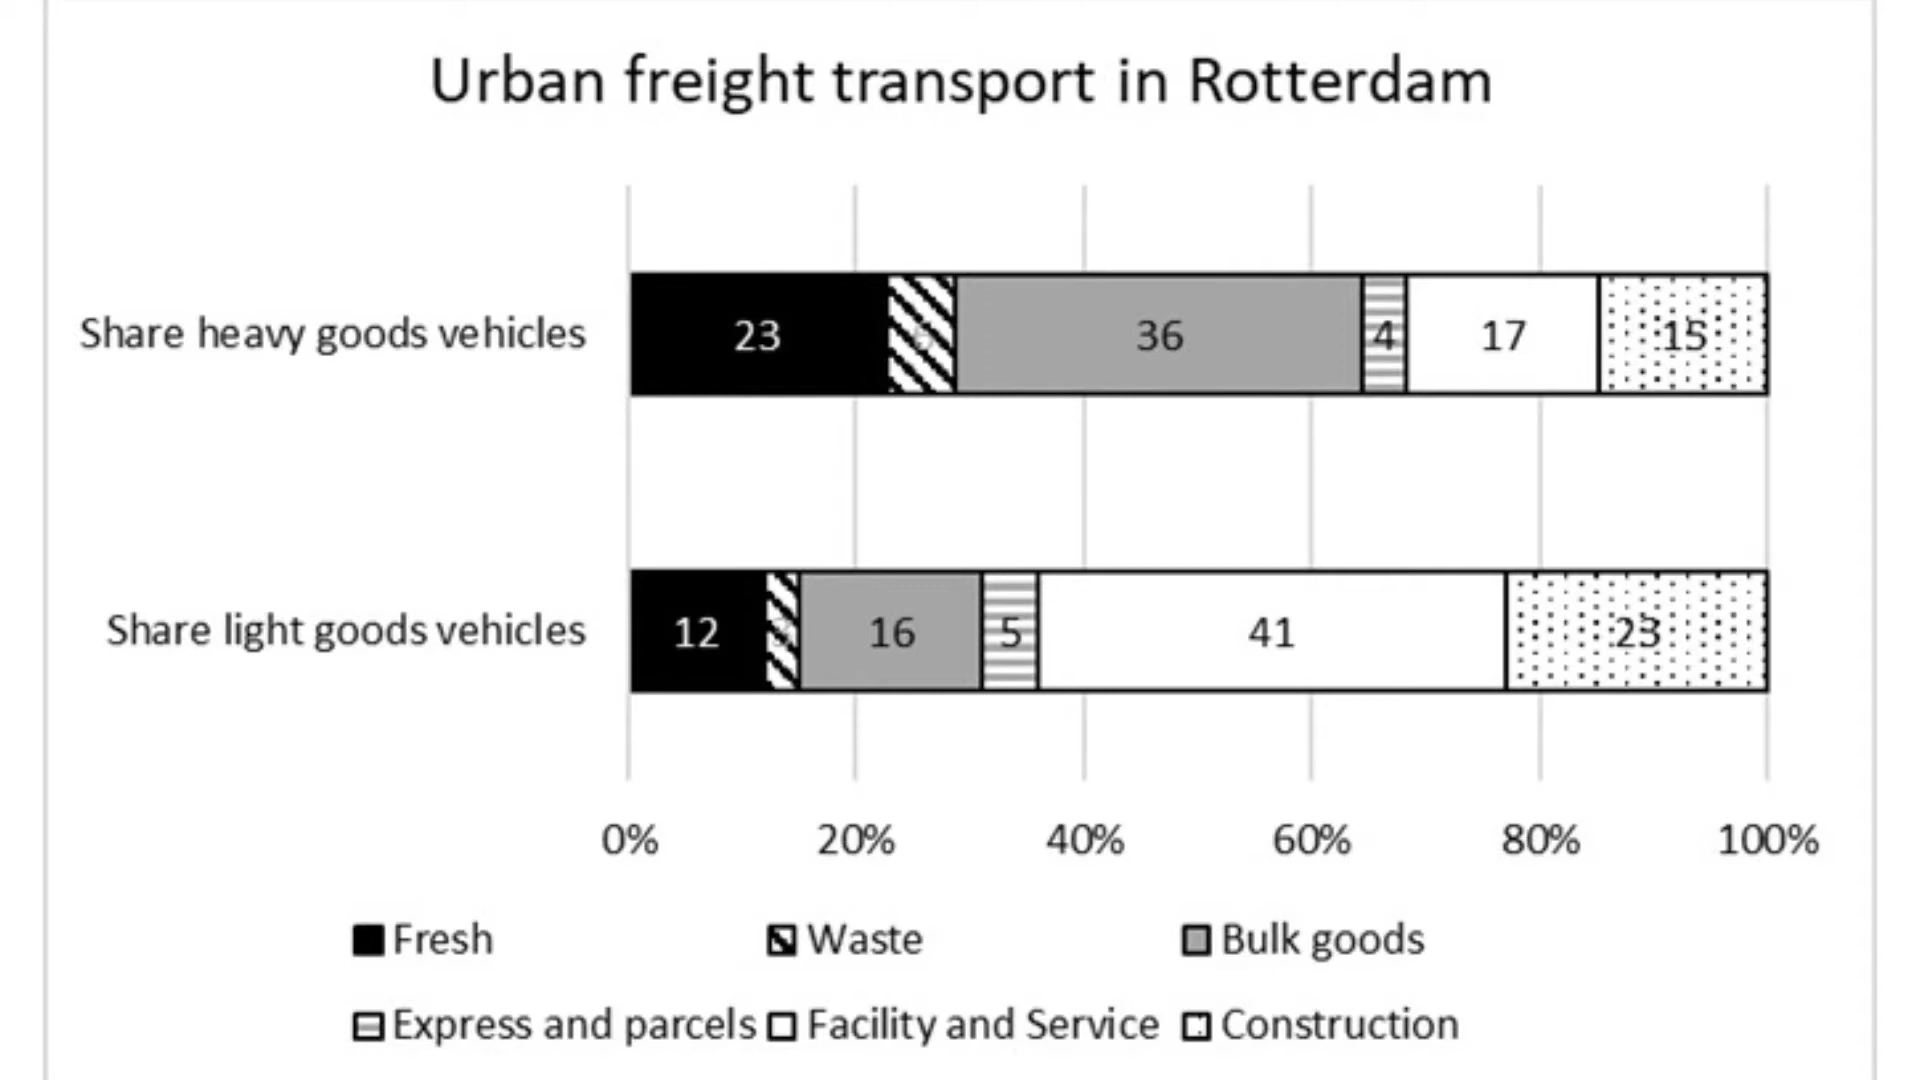 Urban freight transport in Rotterdam
Share heavy goods vehicles
23 6 36 4 17 15
Share light goods vehicles
12 3 16 5 41 23
0% 20% 40% 60% 80% 100%
Fresh Waste Bulk goods
Express and parcels Facility and Service Construction